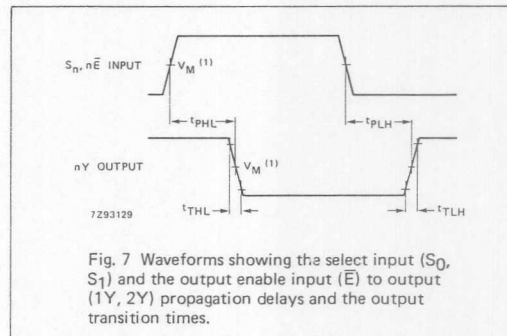 Sn, nE̅ INPUT
VM (1)
tPHL
tPLH
nY OUTPUT
VM (1)
7Z93129
tTHL
tTLH
Fig. 7 Waveforms showing the select input (S0,
S1) and the output enable input (E̅) to output
(1Y, 2Y) propagation delays and the output
transition times.